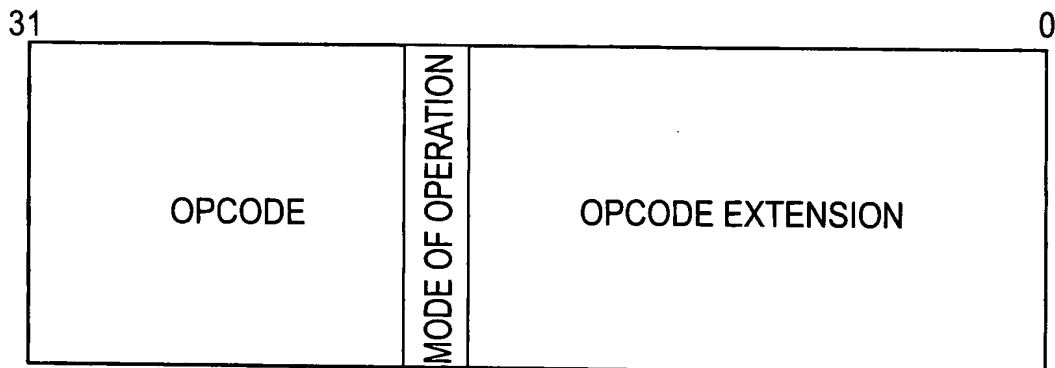 31 0
OPCODE
MODE OF OPERATION
OPCODE EXTENSION